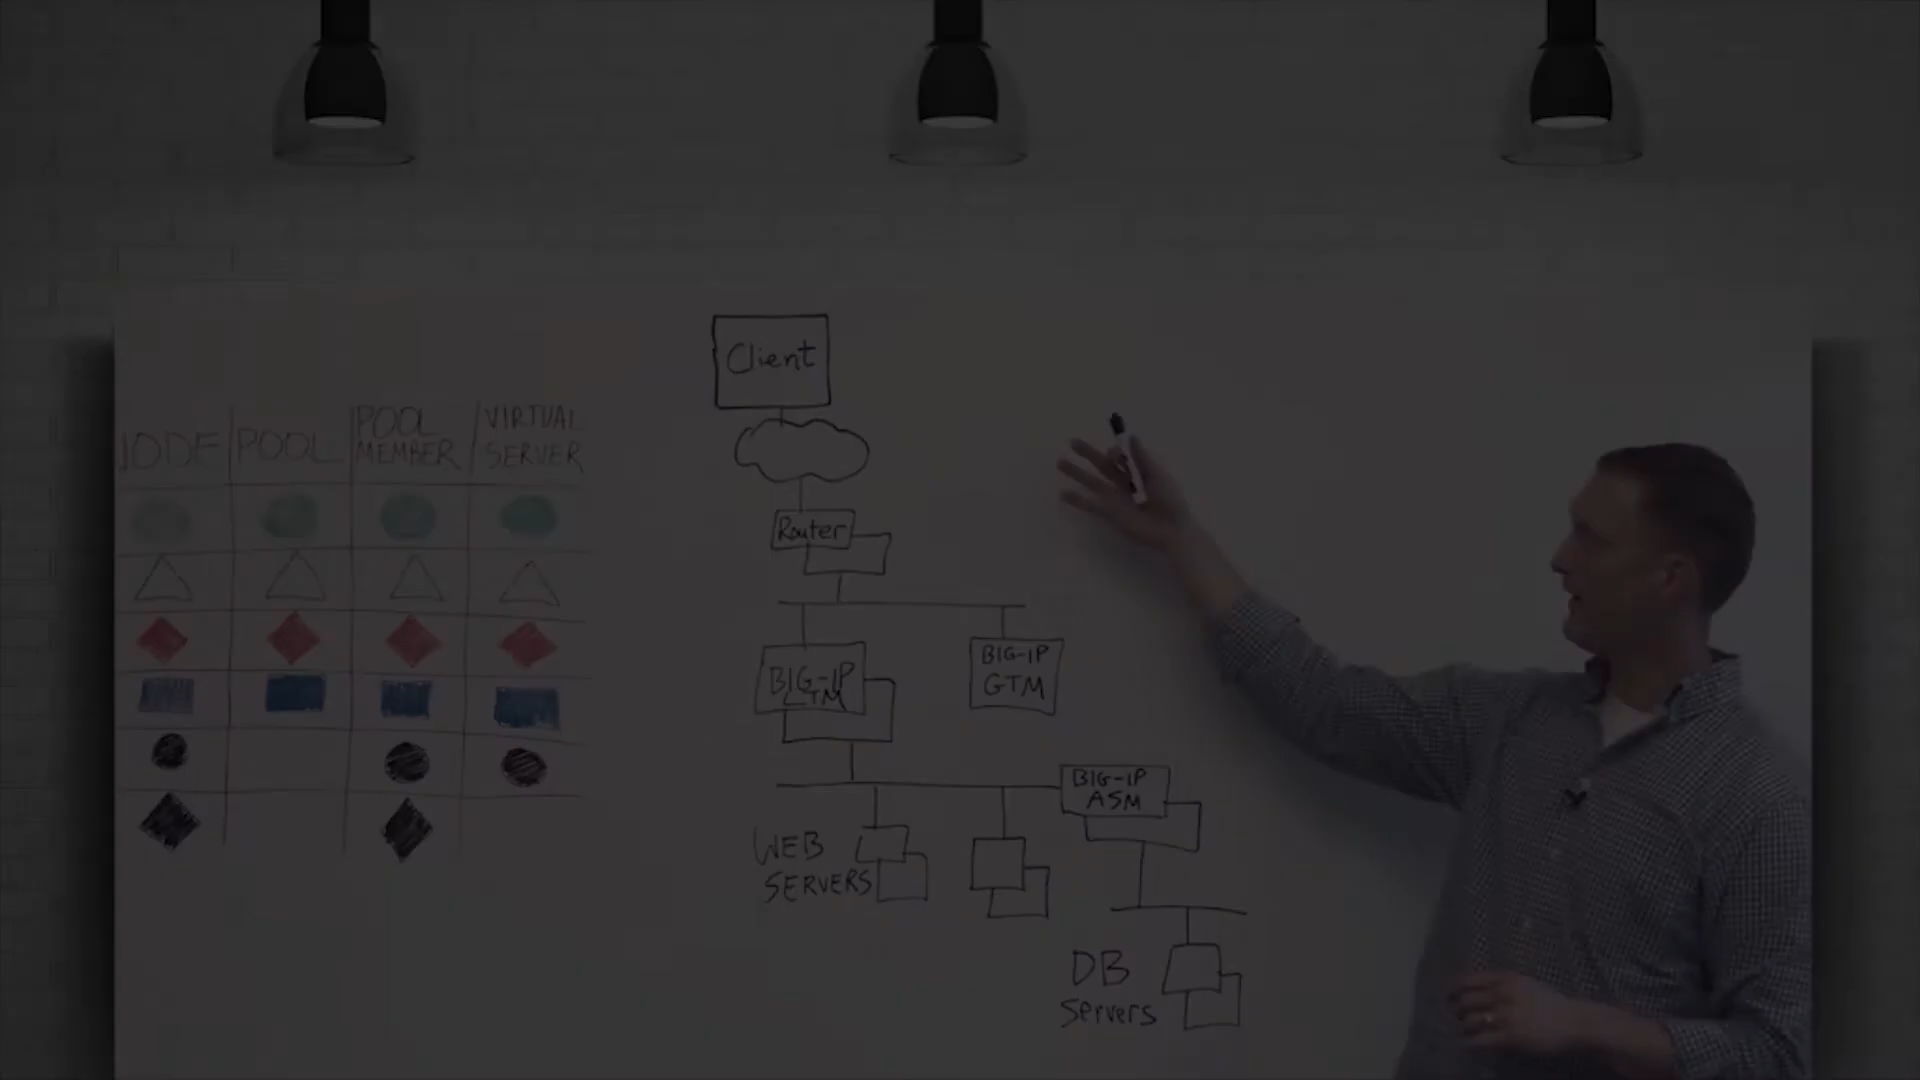 Client
IODE POOL POOL MEMBER VIRTUAL SERVER
Router
BIG-IP
LTM
BIG-IP
GTM
BIG-IP
ASM
WEB
SERVERS
DB
Servers